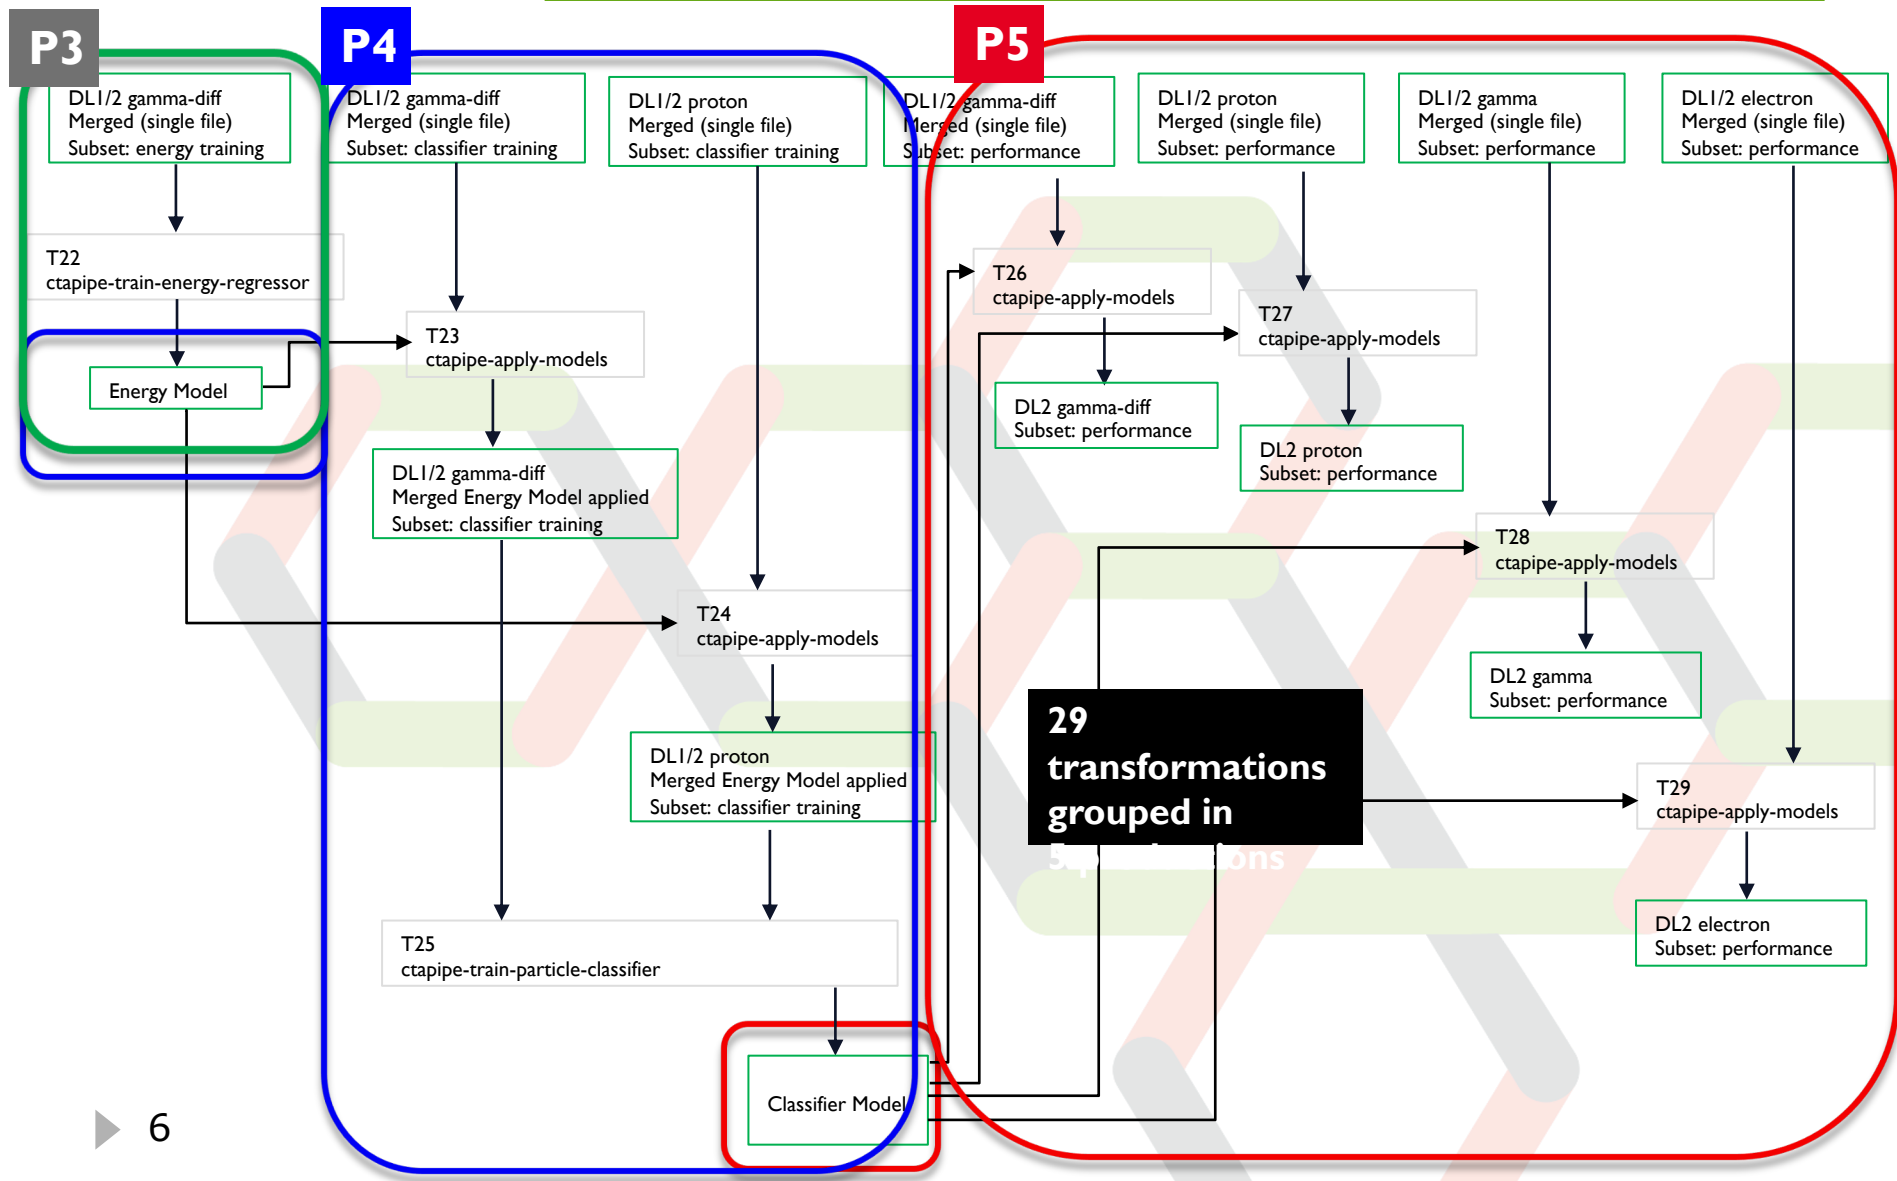 P3
P4
P5
DL1/2 gamma-diff
Merged (single file)
Subset: energy training
DL1/2 gamma-diff
Merged (single file)
Subset: classifier training
DL1/2 proton
Merged (single file)
Subset: classifier training
DL1/2 gamma-diff
Merged (single file)
Subset: performance
DL1/2 proton
Merged (single file)
Subset: performance
DL1/2 gamma
Merged (single file)
Subset: performance
DL1/2 electron
Merged (single file)
Subset: performance
T22
ctapipe-train-energy-regressor
Energy Model
T23
ctapipe-apply-models
DL1/2 gamma-diff
Merged Energy Model applied
Subset: classifier training
T24
ctapipe-apply-models
DL1/2 proton
Merged Energy Model applied
Subset: classifier training
T25
ctapipe-train-particle-classifier
Classifier Model
T26
ctapipe-apply-models
DL2 gamma-diff
Subset: performance
T27
ctapipe-apply-models
DL2 proton
Subset: performance
T28
ctapipe-apply-models
DL2 gamma
Subset: performance
29
transformations
grouped in
5
T29
ctapipe-apply-models
DL2 electron
Subset: performance
6